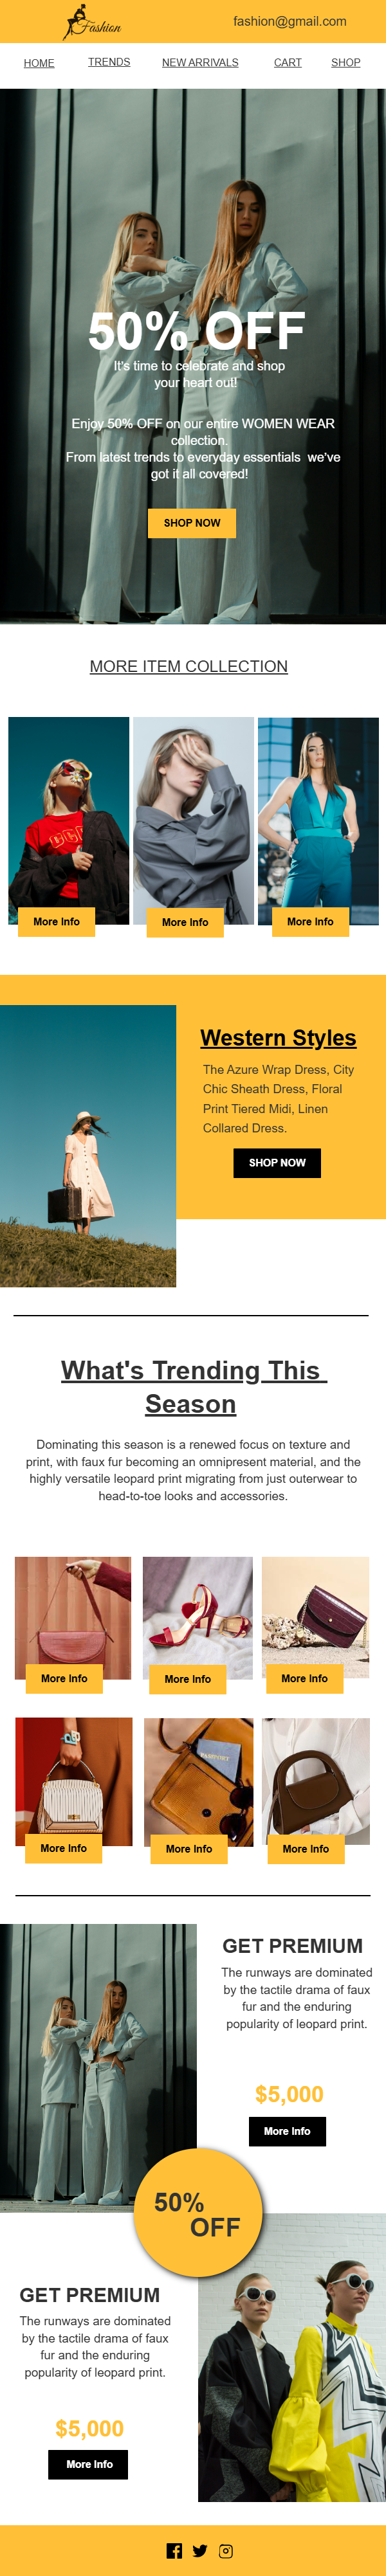 Fashion
fashion@gmail.com
HOME TRENDS NEW ARRIVALS CART SHOP
50% OFF
It's time to celebrate and shop
your heart out!
Enjoy 50% OFF on our entire WOMEN WEAR
collection.
From latest trends to everyday essentials we've
got it all covered!
SHOP NOW
MORE ITEM COLLECTION
More Info More Info More Info
Western Styles
The Azure Wrap Dress, City
Chic Sheath Dress, Floral
Print Tiered Midi, Linen
Collared Dress.
SHOP NOW
What's Trending This
Season
Dominating this season is a renewed focus on texture and
print, with faux fur becoming an omnipresent material, and the
highly versatile leopard print migrating from just outerwear to
head-to-toe looks and accessories.
More Info More Info More Info
PASSPORT
More Info More Info More Info
GET PREMIUM
The runways are dominated
by the tactile drama of faux
fur and the enduring
popularity of leopard print.
$5,000
More Info
50%
OFF
GET PREMIUM
The runways are dominated
by the tactile drama of faux
fur and the enduring
popularity of leopard print.
$5,000
More Info